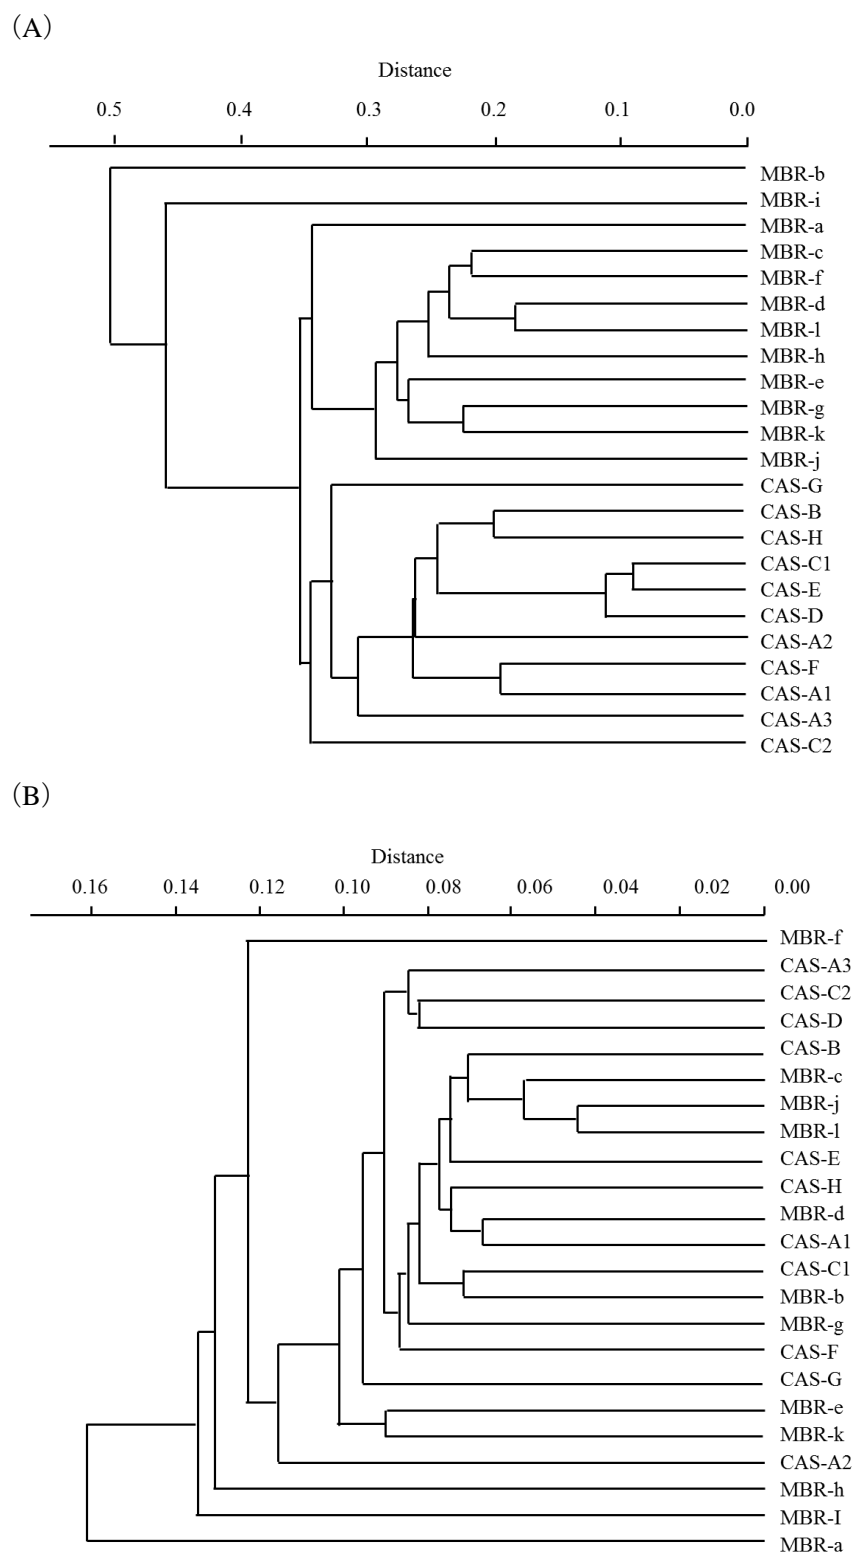 (A)
Distance
0.5 0.4 0.3 0.2 0.1 0.0
MBR-b
MBR-i
MBR-a
MBR-c
MBR-f
MBR-d
MBR-l
MBR-h
MBR-e
MBR-g
MBR-k
MBR-j
CAS-G
CAS-B
CAS-H
CAS-C1
CAS-E
CAS-D
CAS-A2
CAS-F
CAS-A1
CAS-A3
CAS-C2
(B)
Distance
0.16 0.14 0.12 0.10 0.08 0.06 0.04 0.02 0.00
MBR-f
CAS-A3
CAS-C2
CAS-D
CAS-B
MBR-c
MBR-j
MBR-l
CAS-E
CAS-H
MBR-d
CAS-A1
CAS-C1
MBR-b
MBR-g
CAS-F
CAS-G
MBR-e
MBR-k
CAS-A2
MBR-h
MBR-I
MBR-a